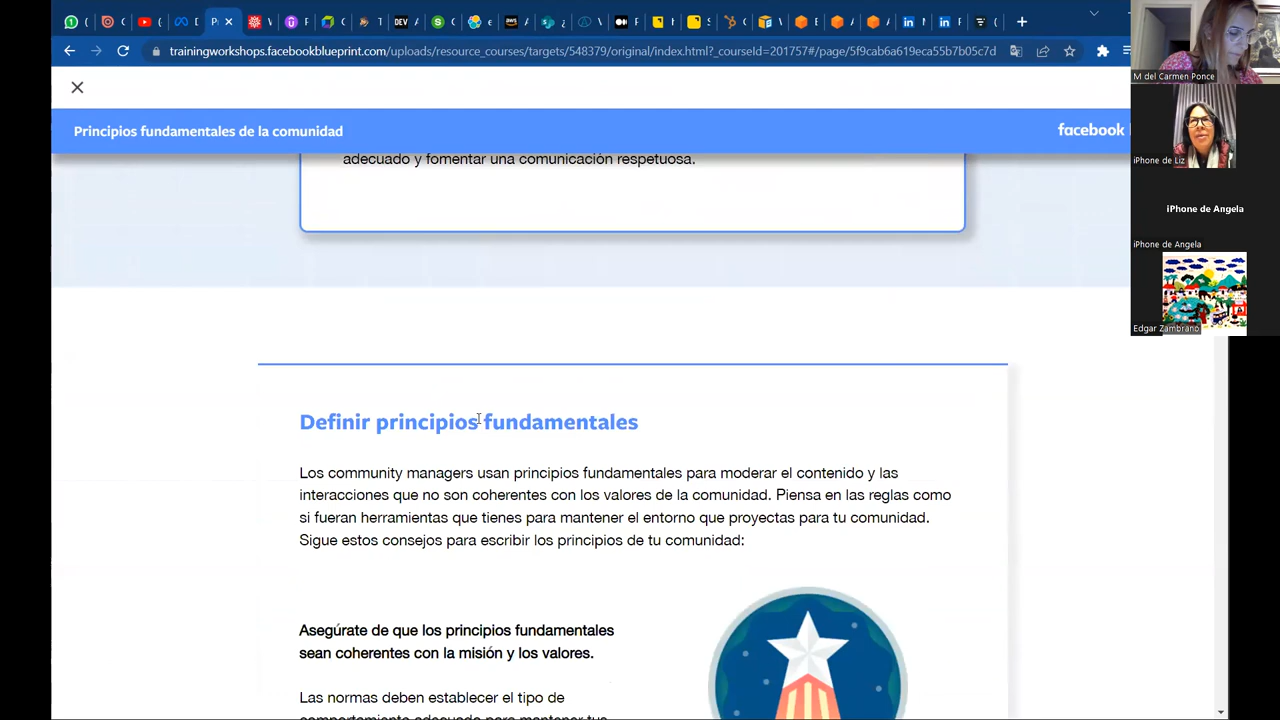 trainingworkshops.facebookblueprint.com/uploads/resource_courses/targets/548379/original/index.html?_courseId=201757#/page/5f9cab6a619eca55b7b05c7d
Principios fundamentales de la comunidad
facebook
adecuado y fomentar una comunicación respetuosa.
Definir principios fundamentales
Los community managers usan principios fundamentales para moderar el contenido y las
interacciones que no son coherentes con los valores de la comunidad. Piensa en las reglas como
si fueran herramientas que tienes para mantener el entorno que proyectas para tu comunidad.
Sigue estos consejos para escribir los principios de tu comunidad:
Asegúrate de que los principios fundamentales
sean coherentes con la misión y los valores.
Las normas deben establecer el tipo de
comportamiento adecuado para mantener tus
M del Carmen Ponce
iPhone de Liz
iPhone de Angela
iPhone de Angela
Edgar Zambrano